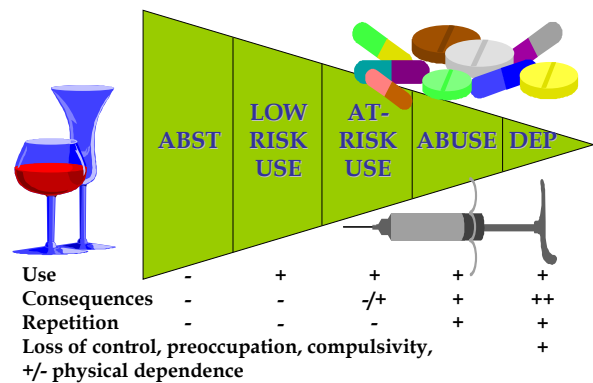 ABST
LOW
RISK
USE
AT-
RISK
USE
ABUSE
DEP
Use - + + + +
Consequences - - -/+ + ++
Repetition - - - + +
Loss of control, preoccupation, compulsivity, +
+/- physical dependence